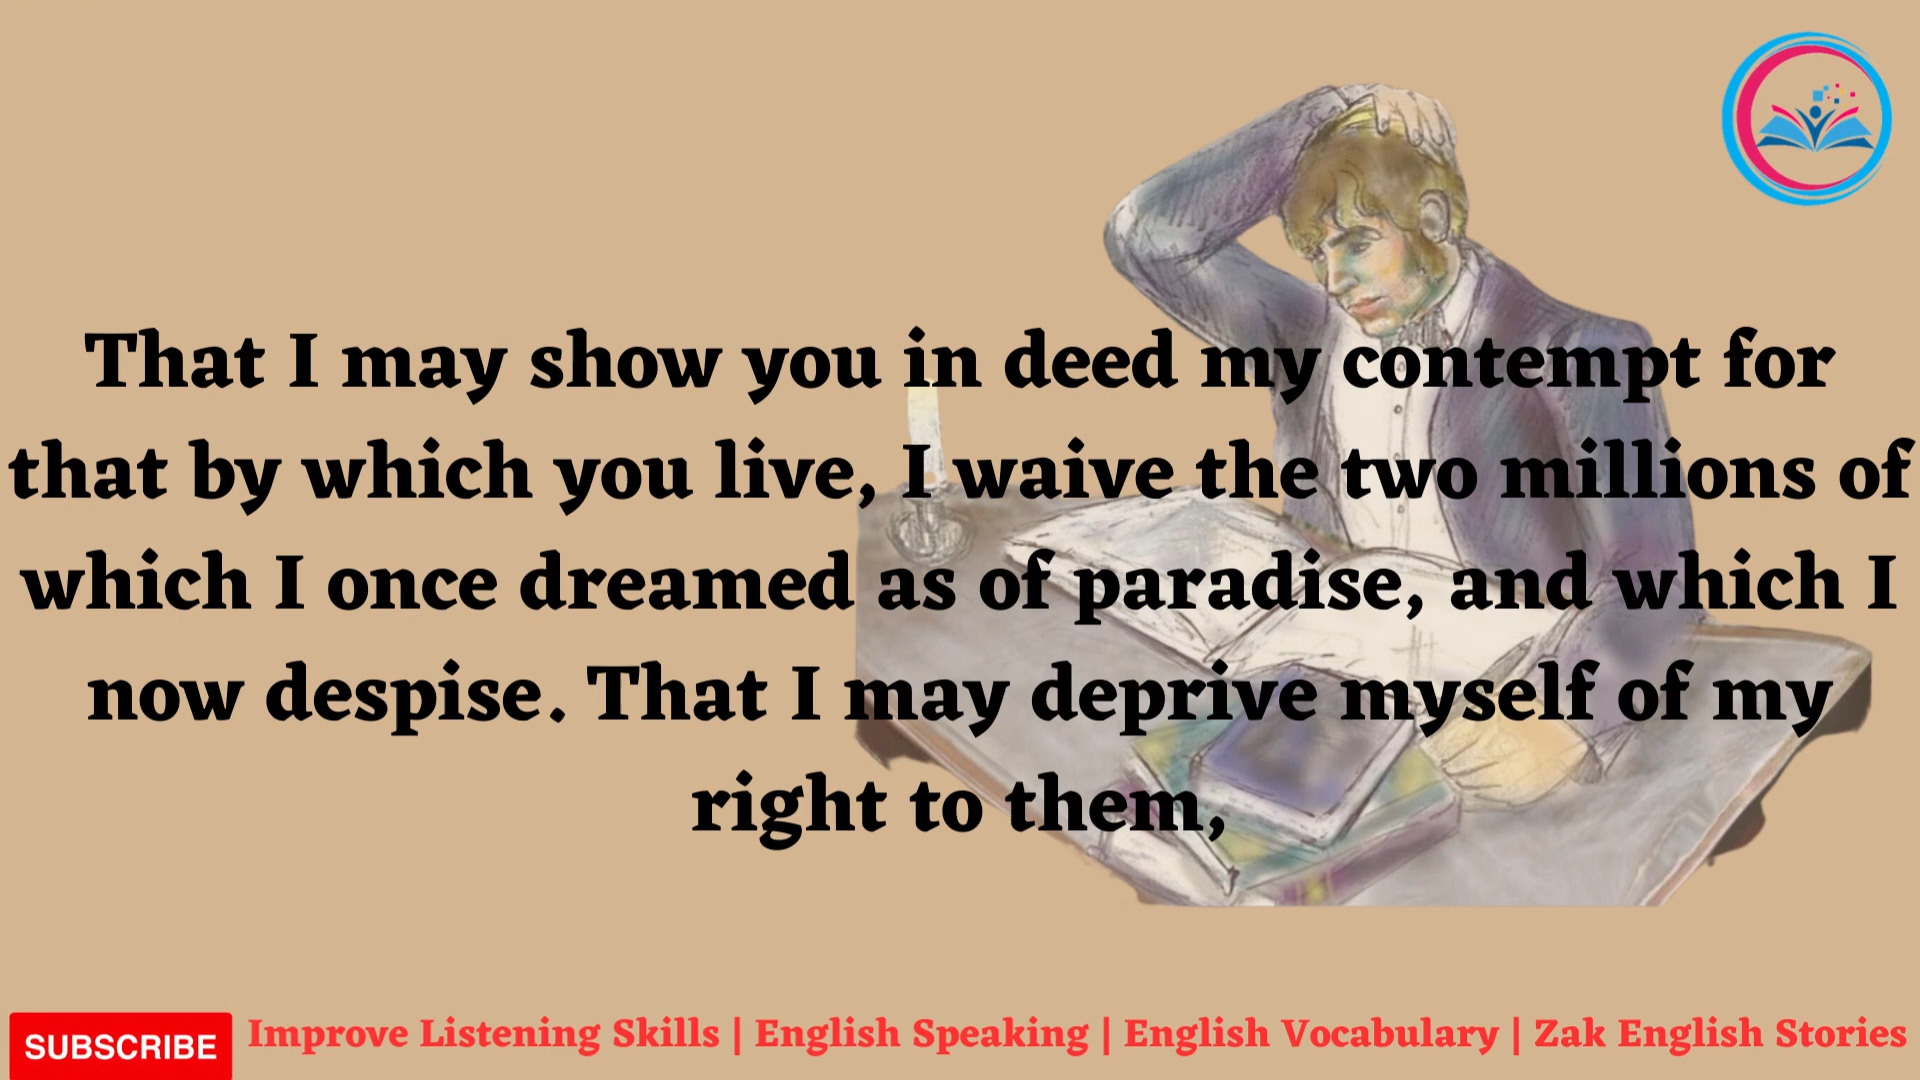 That I may show you in deed my contempt for
that by which you live, I waive the two millions of
which I once dreamed as of paradise, and which I
now despise. That I may deprive myself of my
right to them,
SUBSCRIBE
Improve Listening Skills | English Speaking | English Vocabulary | Zak English Stories